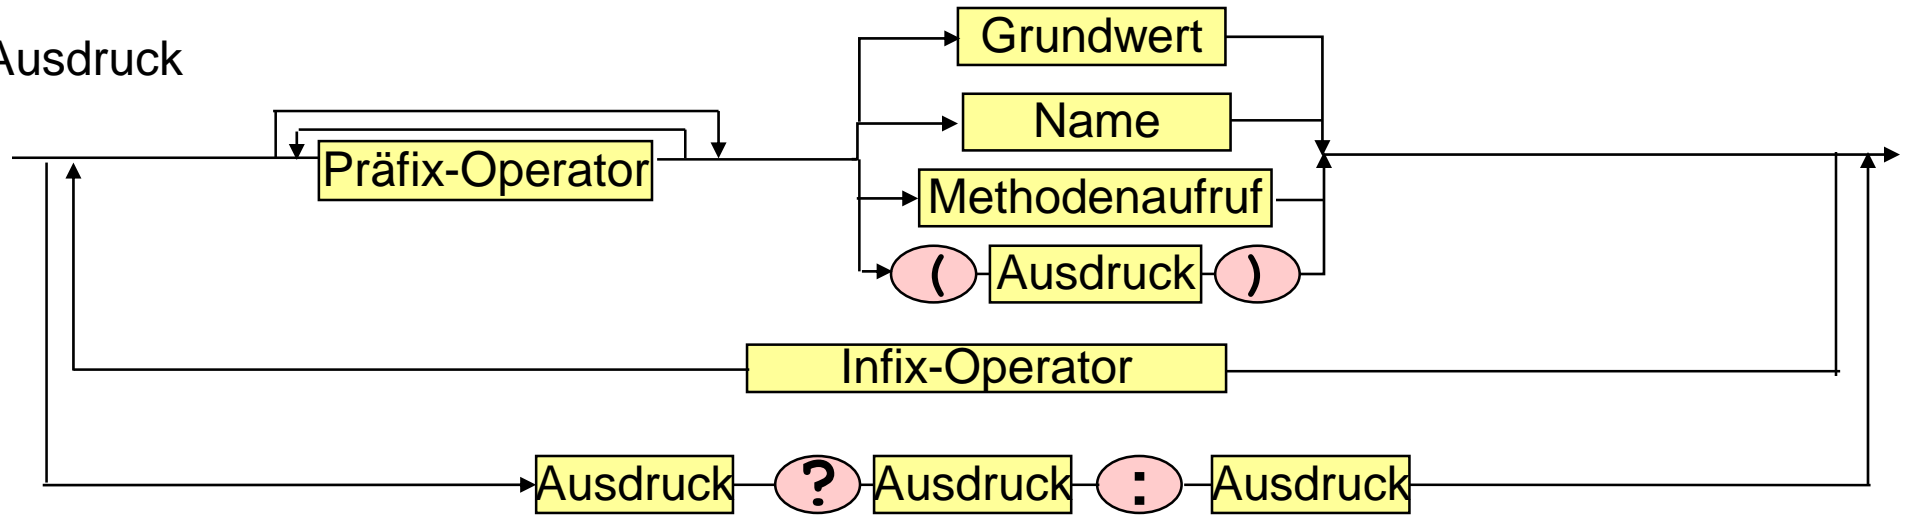 Ausdruck
Grundwert
Name
Präfix-Operator
Methodenaufruf
( Ausdruck )
Infix-Operator
Ausdruck ? Ausdruck : Ausdruck